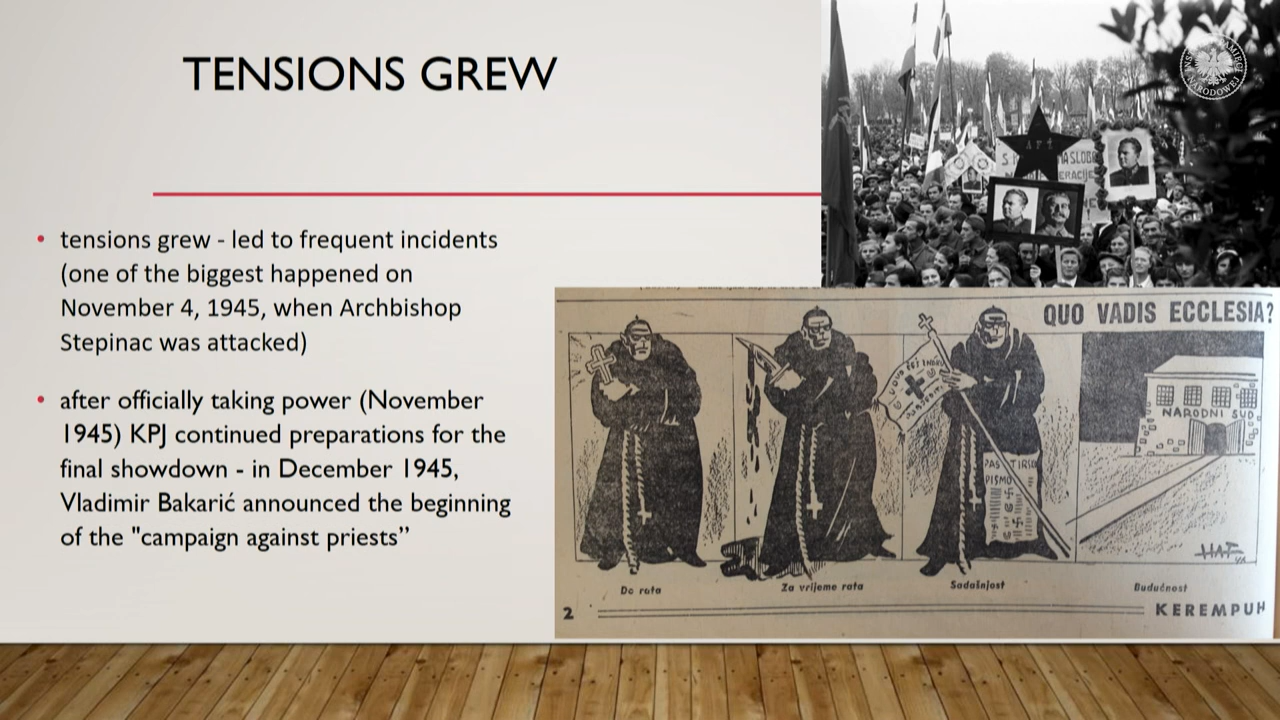 TENSIONS GREW
tensions grew - led to frequent incidents
(one of the biggest happened on
November 4, 1945, when Archbishop
Stepinac was attacked)
after officially taking power (November
1945) KPJ continued preparations for the
final showdown - in December 1945,
Vladimir Bakarić announced the beginning
of the "campaign against priests”
NARODOWEJ
QUO VADIS ECCLESIA?
PISMO
NARODNI SUD
Do rata
Za vrijeme rata
Sadašnjost
Budućnost
2
KEREMPUH